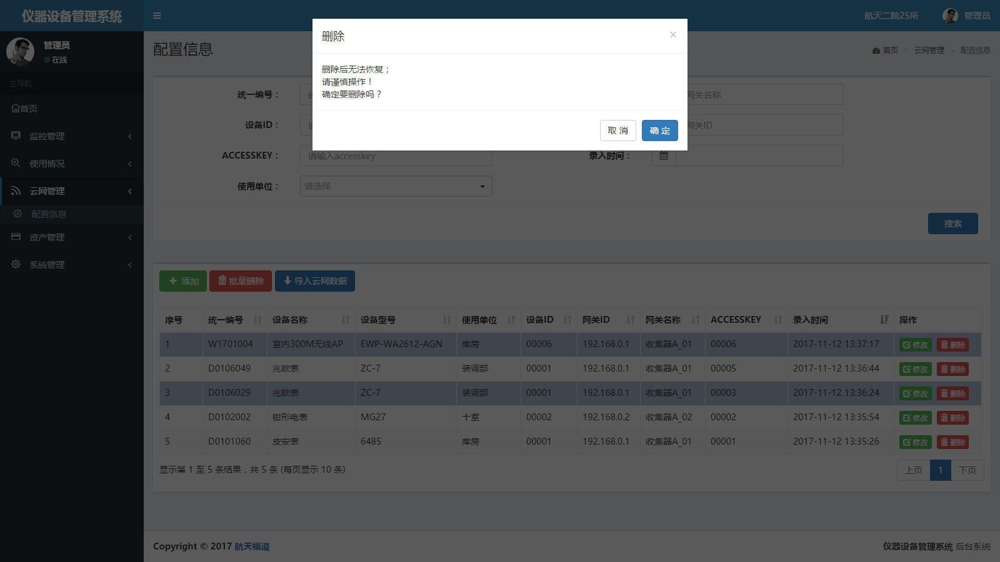 仪器设备管理系统
航天二院25所 管理员
管理员
在线
主导航
首页
监控管理
使用情况
云网管理
配置信息
资产管理
系统管理
配置信息
首页 > 云网管理 > 配置信息
删除 ×
删除后无法恢复；
请谨慎操作！
确定要删除吗？
取 消 确 定
统一编号：
网关名称
设备ID：
网关ID
ACCESSKEY： 请输入accesskey 录入时间：
使用单位： 请选择
搜索
添加 批量删除 导入云网数据
序号 统一编号 设备名称 设备型号 使用单位 设备ID 网关ID 网关名称 ACCESSKEY 录入时间 操作
1 W1701004 室内300M无线AP EWP-WA2612-AGN 库房 00006 192.168.0.1 收集器A_01 00006 2017-11-12 13:37:17 修改 删除
2 D0106049 兆欧表 ZC-7 装调部 00001 192.168.0.1 收集器A_01 00005 2017-11-12 13:36:44 修改 删除
3 D0106029 兆欧表 ZC-7 装调部 00001 192.168.0.1 收集器A_01 00003 2017-11-12 13:36:24 修改 删除
4 D0102002 钳形电表 MG27 十室 00002 192.168.0.2 收集器A_02 00002 2017-11-12 13:35:54 修改 删除
5 D0101060 皮安表 6485 库房 00001 192.168.0.1 收集器A_01 00001 2017-11-12 13:35:26 修改 删除
显示第 1 至 5 条结果，共 5 条 (每页显示 10 条)
上页 1 下页
Copyright © 2017 航天福道
仪器设备管理系统 后台系统